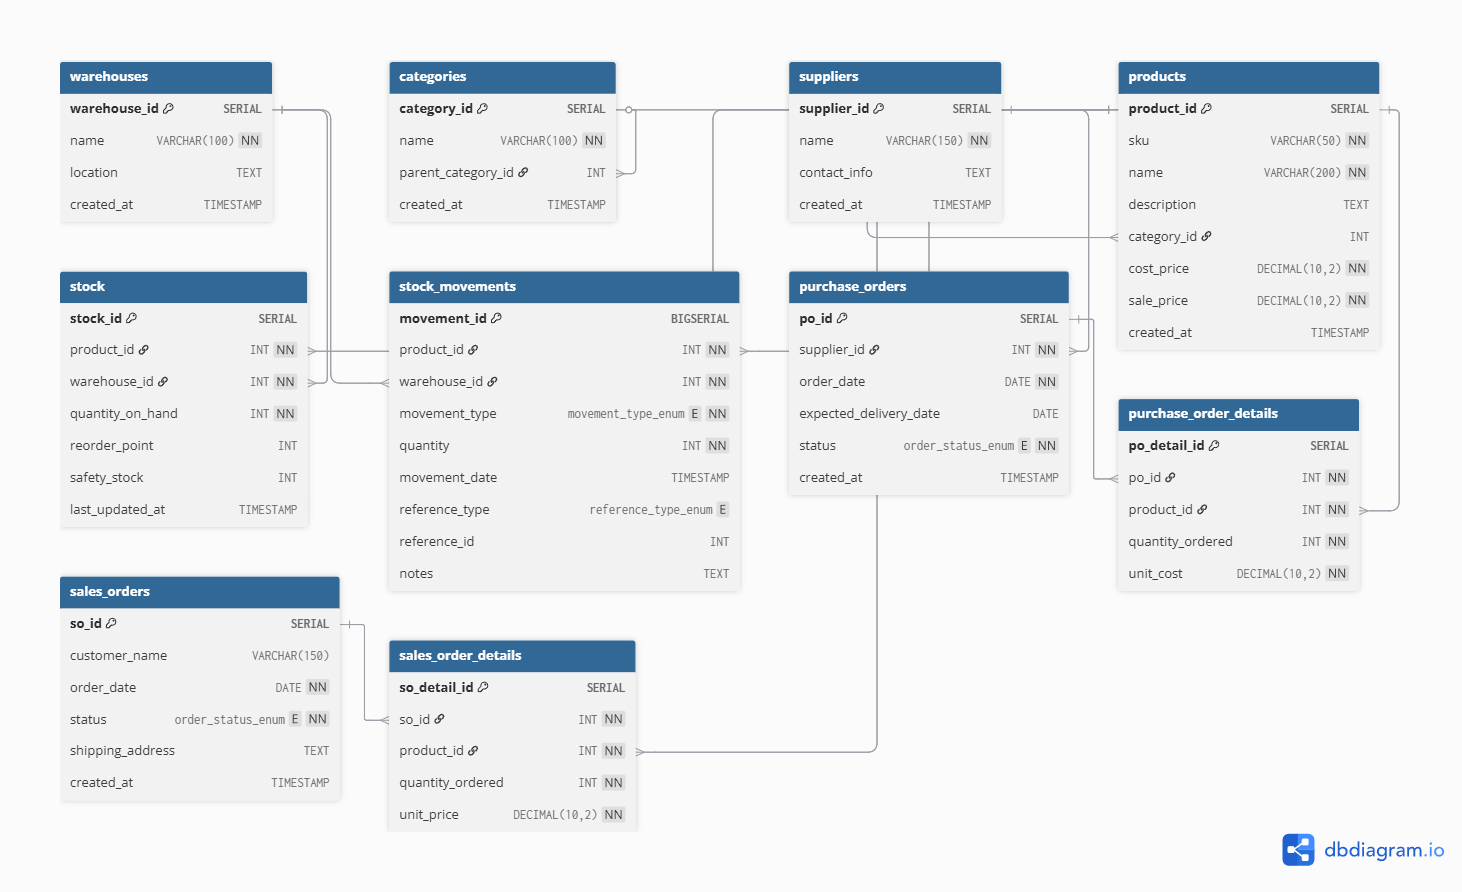 warehouses
warehouse_id SERIAL
name VARCHAR(100) NN
location TEXT
created_at TIMESTAMP
categories
category_id SERIAL
name VARCHAR(100) NN
parent_category_id INT
created_at TIMESTAMP
suppliers
supplier_id SERIAL
name VARCHAR(150) NN
contact_info TEXT
created_at TIMESTAMP
products
product_id SERIAL
sku VARCHAR(50) NN
name VARCHAR(200) NN
description TEXT
category_id INT
cost_price DECIMAL(10,2) NN
sale_price DECIMAL(10,2) NN
created_at TIMESTAMP
stock
stock_id SERIAL
product_id INT NN
warehouse_id INT NN
quantity_on_hand INT NN
reorder_point INT
safety_stock INT
last_updated_at TIMESTAMP
stock_movements
movement_id BIGSERIAL
product_id INT NN
warehouse_id INT NN
movement_type movement_type_enum E NN
quantity INT NN
movement_date TIMESTAMP
reference_type reference_type_enum E
reference_id INT
notes TEXT
purchase_orders
po_id SERIAL
supplier_id INT NN
order_date DATE NN
expected_delivery_date DATE
status order_status_enum E NN
created_at TIMESTAMP
purchase_order_details
po_detail_id SERIAL
po_id INT NN
product_id INT NN
quantity_ordered INT NN
unit_cost DECIMAL(10,2) NN
sales_orders
so_id SERIAL
customer_name VARCHAR(150)
order_date DATE NN
status order_status_enum E NN
shipping_address TEXT
created_at TIMESTAMP
sales_order_details
so_detail_id SERIAL
so_id INT NN
product_id INT NN
quantity_ordered INT NN
unit_price DECIMAL(10,2) NN
dbdiagram.io